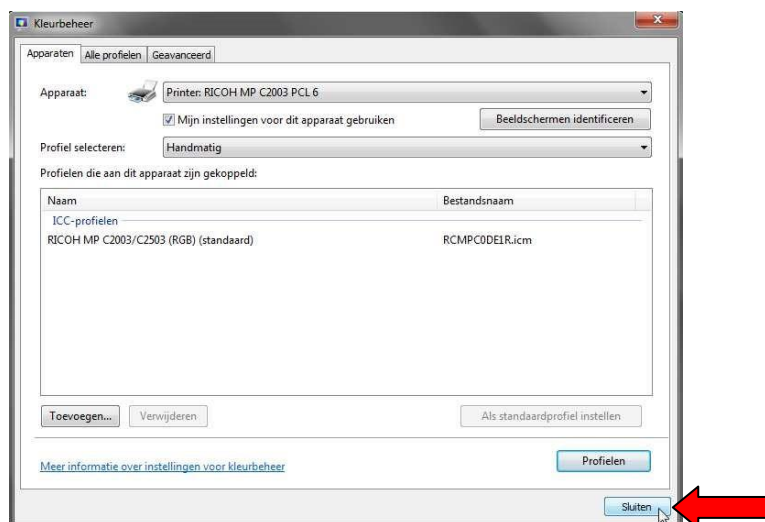 Kleurbeheer
Apparaten Alle profielen Geavanceerd
Apparaat: Printer: RICOH MP C2003 PCL 6
Mijn instellingen voor dit apparaat gebruiken Beeldschermen identificeren
Profiel selecteren: Handmatig
Profielen die aan dit apparaat zijn gekoppeld:
Naam Bestandsnaam
ICC-profielen
RICOH MP C2003/C2503 (RGB) (standaard) RCMPC0DE1R.icm
Toevoegen... Verwijderen Als standaardprofiel instellen
Meer informatie over instellingen voor kleurbeheer Profielen
Sluiten